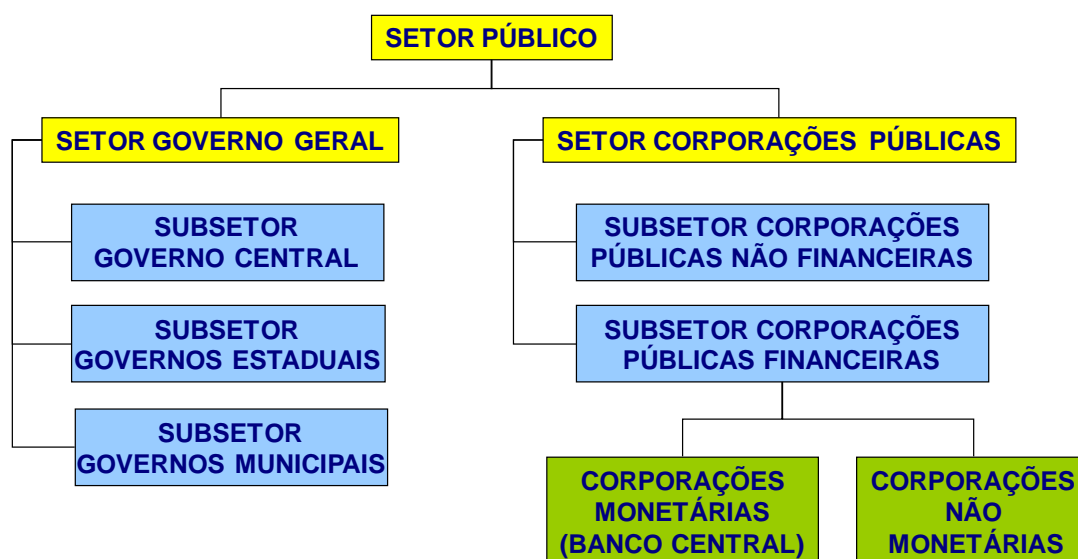 SETOR PÚBLICO
SETOR GOVERNO GERAL
SETOR CORPORAÇÕES PÚBLICAS
SUBSETOR
GOVERNO CENTRAL
SUBSETOR CORPORAÇÕES
PÚBLICAS NÃO FINANCEIRAS
SUBSETOR
GOVERNOS ESTADUAIS
SUBSETOR CORPORAÇÕES
PÚBLICAS FINANCEIRAS
SUBSETOR
GOVERNOS MUNICIPAIS
CORPORAÇÕES
MONETÁRIAS
(BANCO CENTRAL)
CORPORAÇÕES
NÃO
MONETÁRIAS